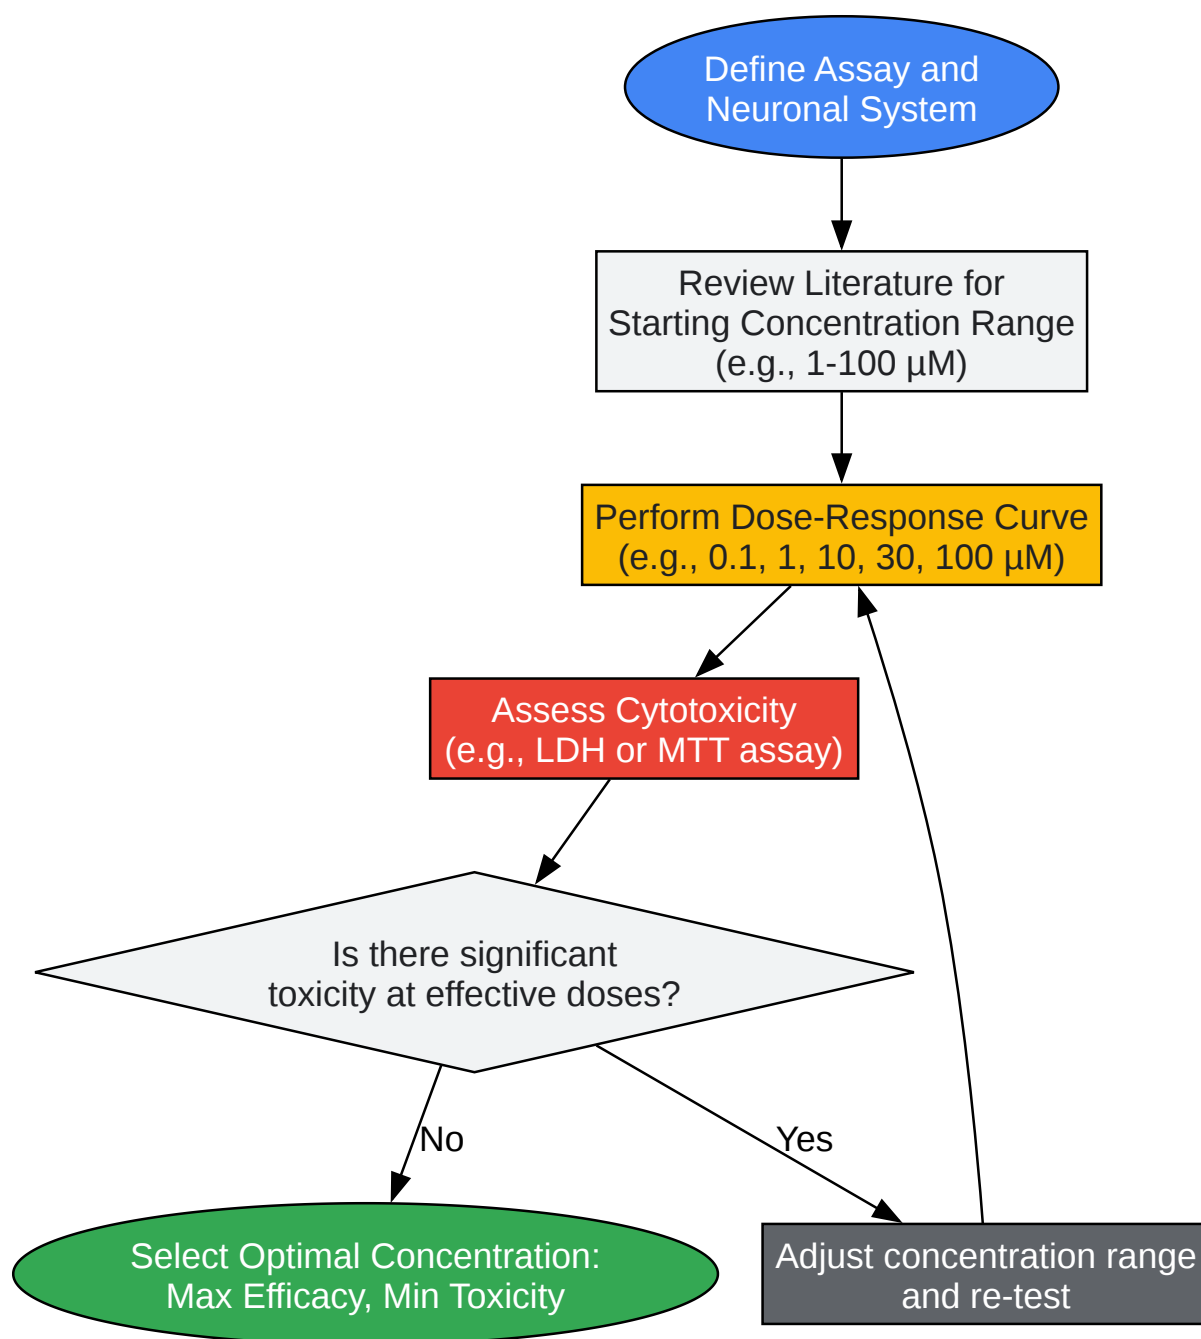 Define Assay and
Neuronal System
Review Literature for
Starting Concentration Range
(e.g., 1-100 µM)
Perform Dose-Response Curve
(e.g., 0.1, 1, 10, 30, 100 µM)
Assess Cytotoxicity
(e.g., LDH or MTT assay)
Is there significant
toxicity at effective doses?
No
Yes
Select Optimal Concentration:
Max Efficacy, Min Toxicity
Adjust concentration range
and re-test